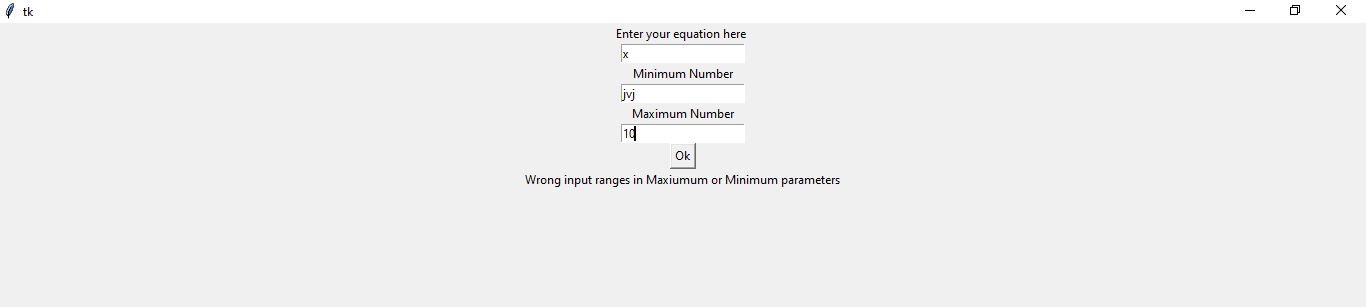 tk
Enter your equation here
x
Minimum Number
jvj
Maximum Number
10
Ok
Wrong input ranges in Maxiumum or Minimum parameters